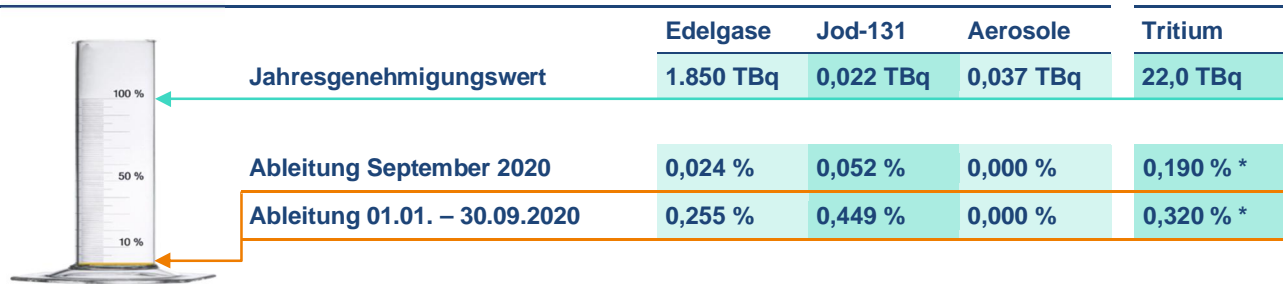 Edelgase Jod-131 Aerosole Tritium
Jahresgenehmigungswert 1.850 TBq 0,022 TBq 0,037 TBq 22,0 TBq
100 %
Ableitung September 2020 0,024 % 0,052 % 0,000 % 0,190 % *
50 %
Ableitung 01.01. – 30.09.2020 0,255 % 0,449 % 0,000 % 0,320 % *
10 %